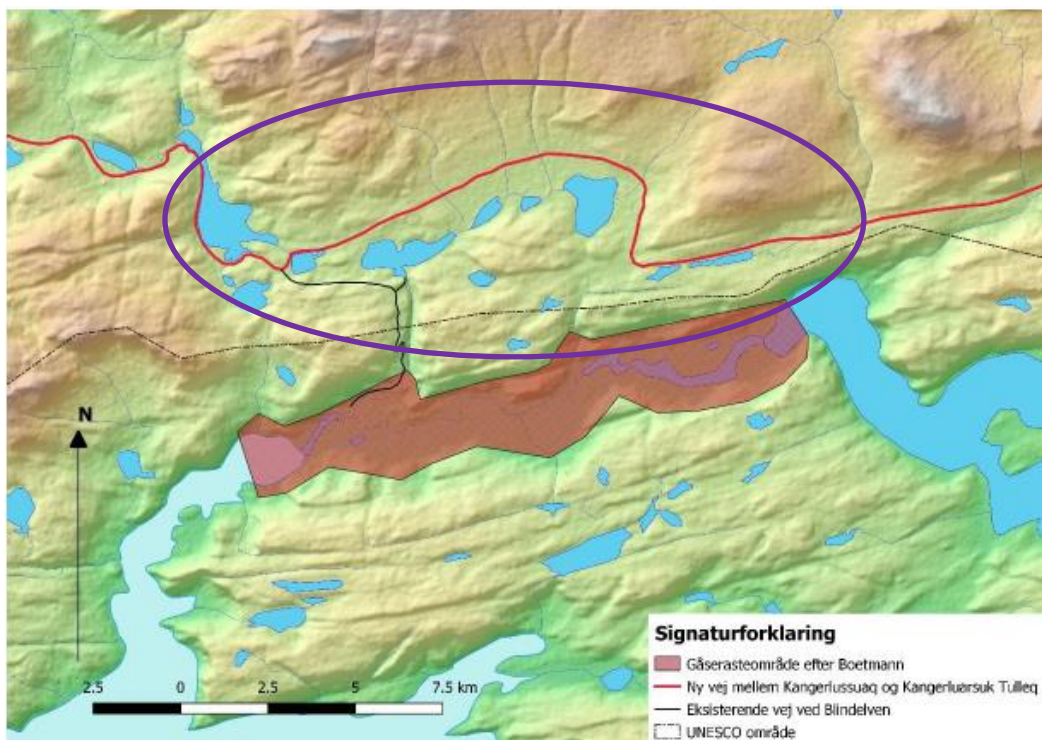 N
2.5 0 2.5 5 7.5 km
Signaturforklaring
Gåserasteområde efter Boetmann
Ny vej mellem Kangerlussuaq og Kangerluarsuk Tulleq
Eksisterende vej ved Blindelven
UNESCO område